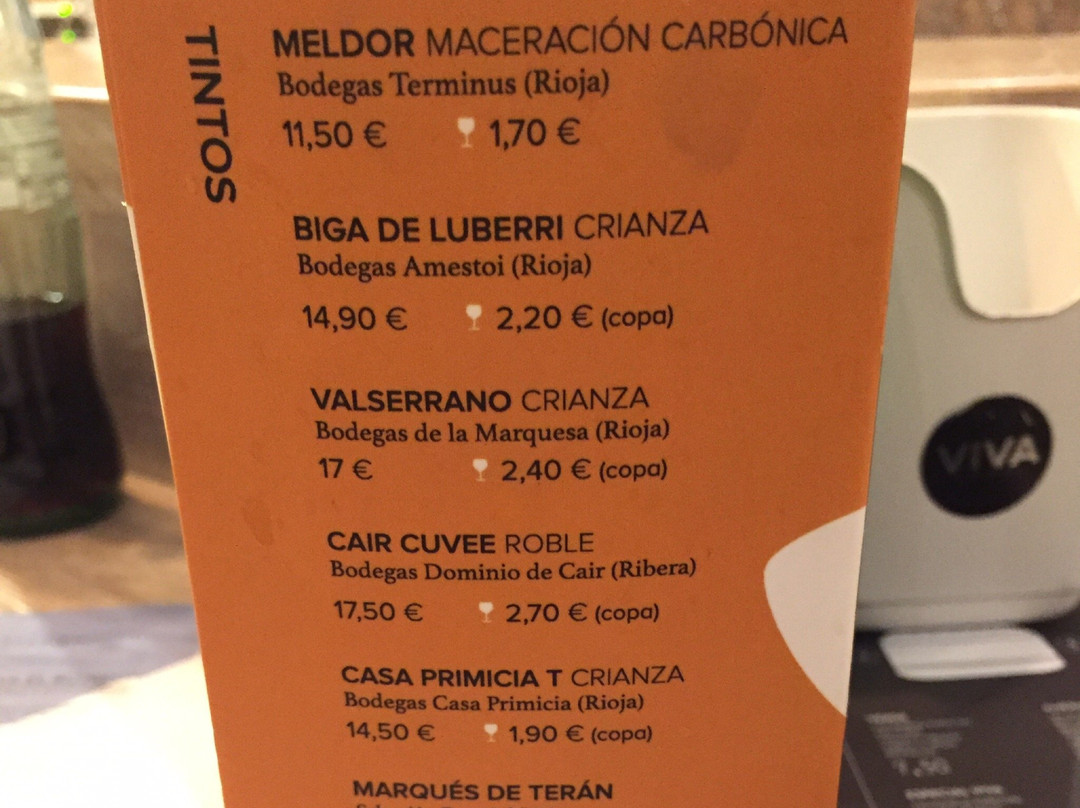 TINTOS
MELDOR MACERACIÓN CARBÓNICA
Bodegas Terminus (Rioja)
11,50 € 1,70 €
BIGA DE LUBERRI CRIANZA
Bodegas Amestoi (Rioja)
14,90 € 2,20 € (copa)
VALSERRANO CRIANZA
Bodegas de la Marquesa (Rioja)
17 € 2,40 € (copa)
CAIR CUVEE ROBLE
Bodegas Dominio de Cair (Ribera)
17,50 € 2,70 € (copa)
CASA PRIMICIA T CRIANZA
Bodegas Casa Primicia (Rioja)
14,50 € 1,90 € (copa)
MARQUÉS DE TERÁN
VIVÀ